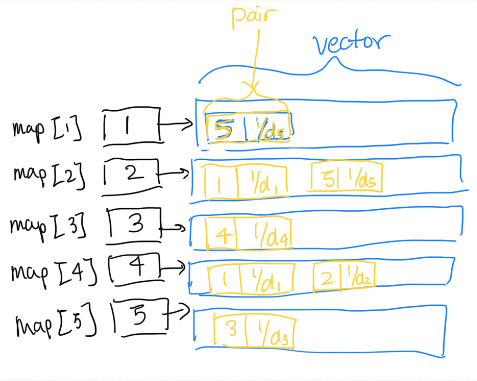 pair
vector
map[1] 1 5 1/d5
map[2] 2 1 1/d1 5 1/d5
map[3] 3 4 1/d4
map[4] 4 1 1/d1 2 1/d2
map[5] 5 3 1/d3